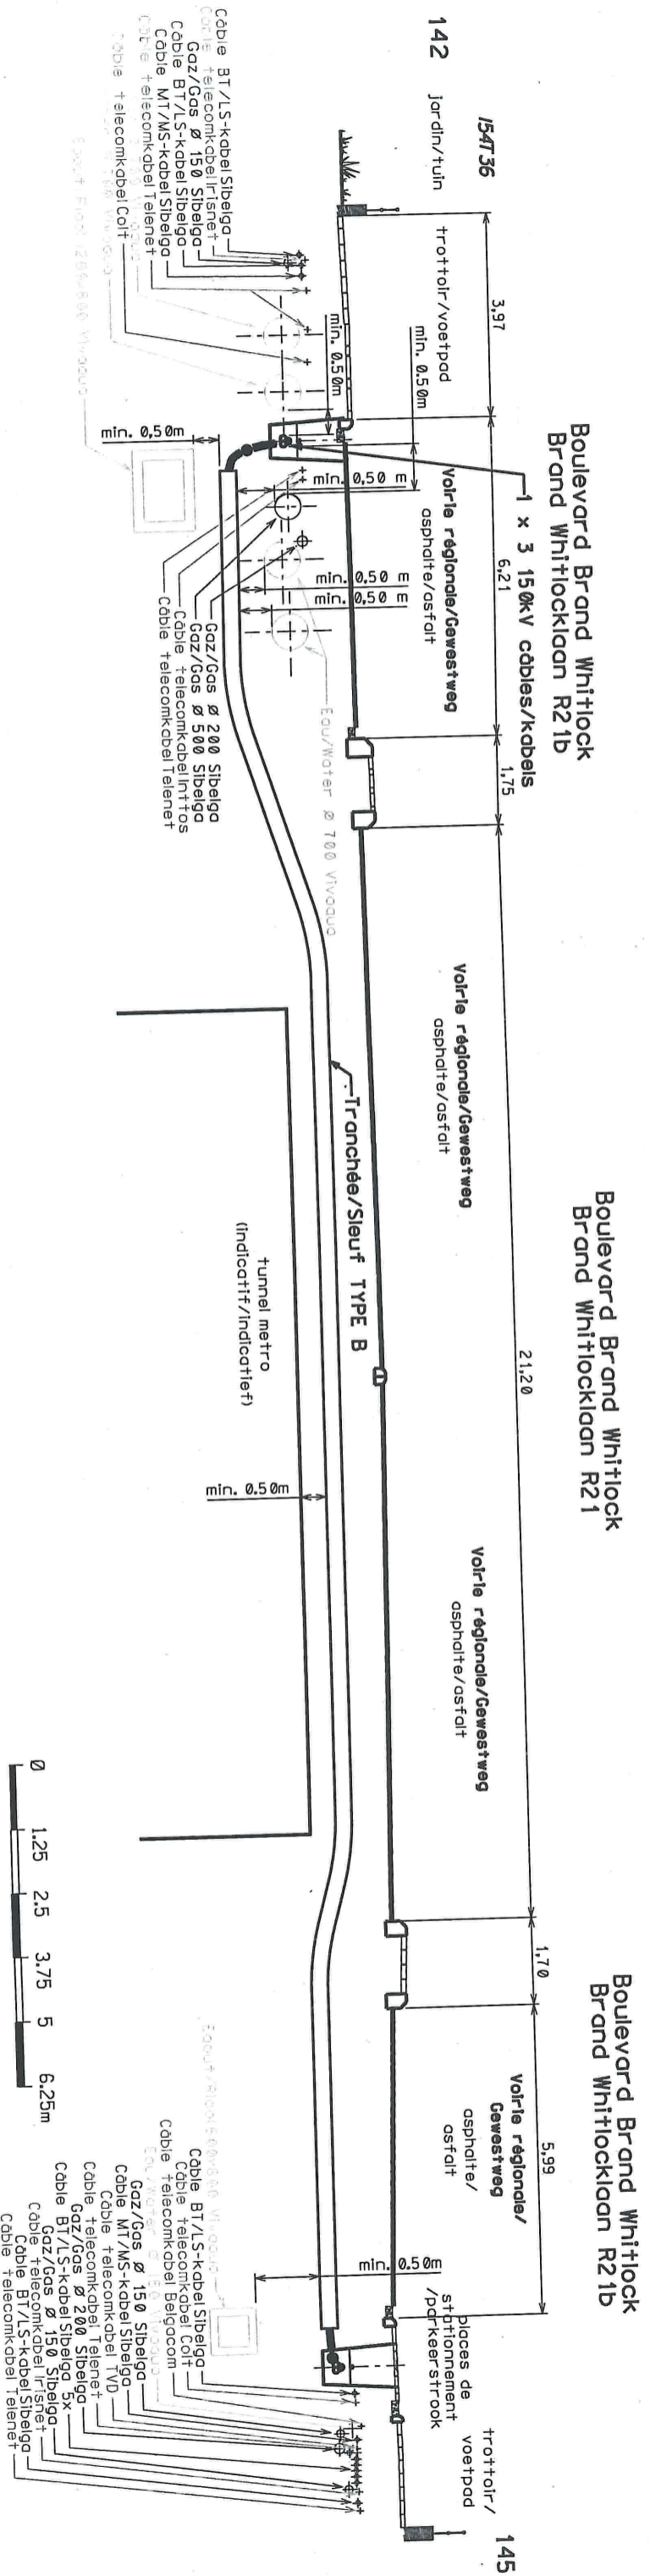 Boulevard Brand Whitlock
Brand Whitlocklaan R21b
Boulevard Brand Whitlock
Brand Whitlocklaan R21
Boulevard Brand Whitlock
Brand Whitlocklaan R21b
154T36
142
jardin/tuin
3,97
trottoir/voetpad
min. 0.50m
min. 0.50m
1 x 3 150kV câbles/kabels
6,21
Voirie régionale/Gewestweg
asphalte/asfalt
1,75
21,20
Voirie régionale/Gewestweg
asphalte/asfalt
Voirie régionale/Gewestweg
asphalte/asfalt
1,70
5,99
Voirie régionale/
Gewestweg
asphalte/
asfalt
places de
stationnement
/parkeerstrook
trottoir/
voetpad
145
min. 0,50 m
min. 0,50 m
min. 0,50 m
min. 0,50m
Eau/Water Ø 700 Vivaqua
Tranchée/Sleuf TYPE B
tunnel metro
(indicatif/indicatief)
min. 0.50m
min. 0.50m
Câble BT/LS-kabel Sibelga
Câble telecomkabel Irisnet
Gaz/Gas Ø 150 Sibelga
Câble BT/LS-kabel Sibelga
Câble MT/MS-kabel Sibelga
Câble telecomkabel Telenet
Câble telecomkabel Colt
Gaz/Gas Ø 200 Sibelga
Gaz/Gas Ø 500 Sibelga
Câble telecomkabel Inttos
Câble telecomkabel Telenet
Câble BT/LS-kabel Sibelga
Câble telecomkabel Colt
Câble telecomkabel Belgacom
Gaz/Gas Ø 150 Sibelga
Câble MT/MS-kabel Sibelga
Câble telecomkabel TVD
Câble telecomkabel Telenet
Gaz/Gas Ø 200 Sibelga
Câble BT/LS-kabel Sibelga 5x
Gaz/Gas Ø 150 Sibelga
Câble telecomkabel Irisnet
Câble BT/LS-kabel Sibelga
Câble telecomkabel Telenet
0 1.25 2.5 3.75 5 6.25m